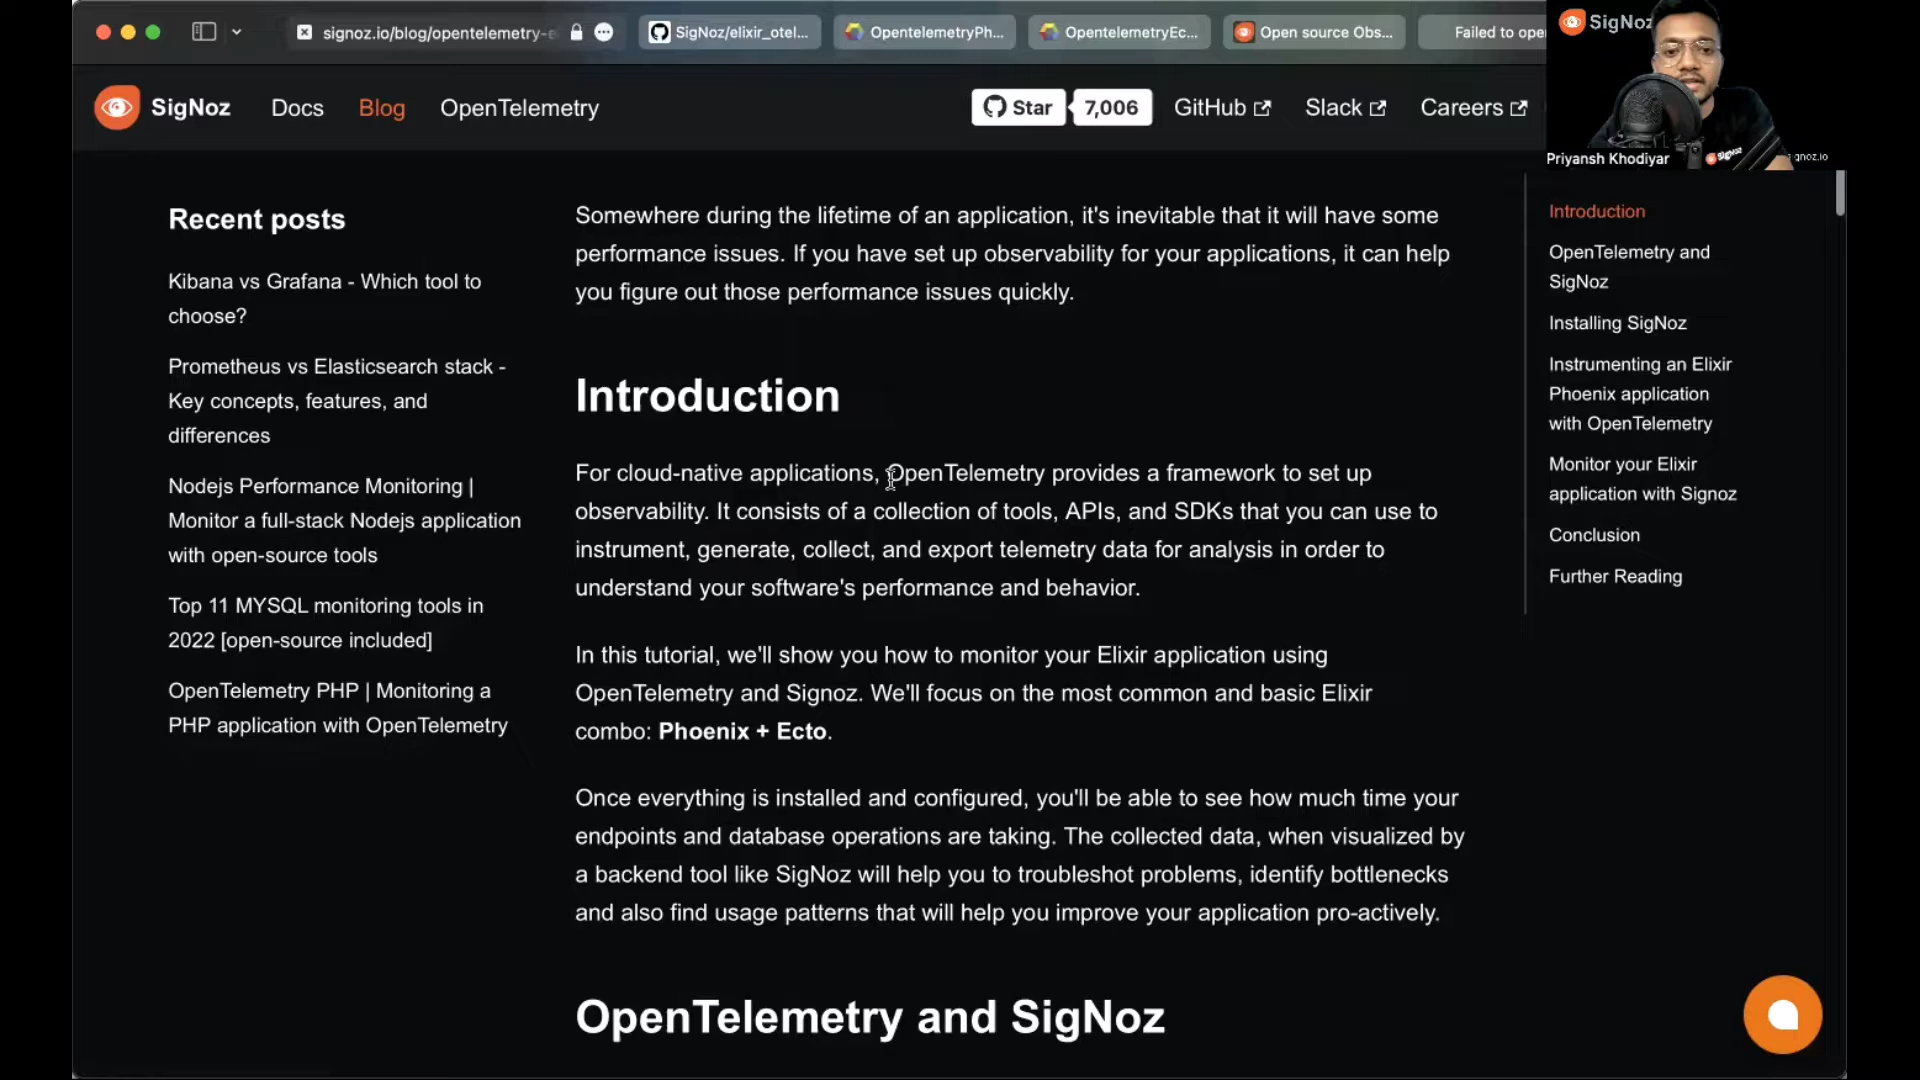 signoz.io/blog/opentelemetry-e
SigNoz/elixir_otel...
OpentelemetryPh...
OpentelemetryEc...
Open source Obs...
Failed to ope
SigNoz
SigNoz
Docs
Blog
OpenTelemetry
Star
7,006
GitHub
Slack
Careers
Priyansh Khodiyar
SigNoz
gnoz.io
Recent posts
Kibana vs Grafana - Which tool to
choose?
Prometheus vs Elasticsearch stack -
Key concepts, features, and
differences
Nodejs Performance Monitoring |
Monitor a full-stack Nodejs application
with open-source tools
Top 11 MYSQL monitoring tools in
2022 [open-source included]
OpenTelemetry PHP | Monitoring a
PHP application with OpenTelemetry
Somewhere during the lifetime of an application, it's inevitable that it will have some
performance issues. If you have set up observability for your applications, it can help
you figure out those performance issues quickly.
Introduction
For cloud-native applications, OpenTelemetry provides a framework to set up
observability. It consists of a collection of tools, APIs, and SDKs that you can use to
instrument, generate, collect, and export telemetry data for analysis in order to
understand your software's performance and behavior.
In this tutorial, we'll show you how to monitor your Elixir application using
OpenTelemetry and Signoz. We'll focus on the most common and basic Elixir
combo: Phoenix + Ecto.
Once everything is installed and configured, you'll be able to see how much time your
endpoints and database operations are taking. The collected data, when visualized by
a backend tool like SigNoz will help you to troubleshot problems, identify bottlenecks
and also find usage patterns that will help you improve your application pro-actively.
OpenTelemetry and SigNoz
Introduction
OpenTelemetry and
SigNoz
Installing SigNoz
Instrumenting an Elixir
Phoenix application
with OpenTelemetry
Monitor your Elixir
application with Signoz
Conclusion
Further Reading